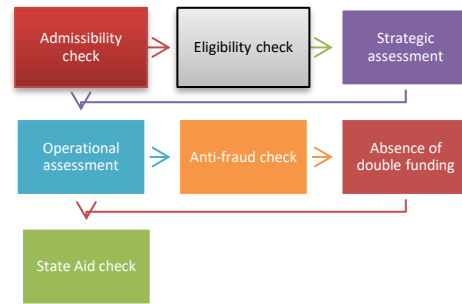 Admissibility
check
Eligibility check
Strategic
assessment
Operational
assessment
Anti-fraud check
Absence of
double funding
State Aid check